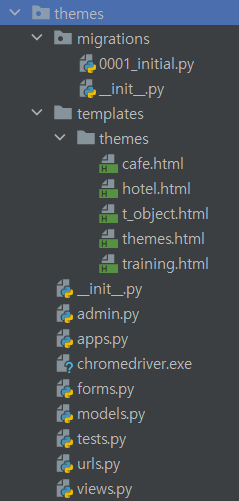 themes
migrations
0001_initial.py
__init__.py
templates
themes
cafe.html
hotel.html
t_object.html
themes.html
training.html
__init__.py
admin.py
apps.py
chromedriver.exe
forms.py
models.py
tests.py
urls.py
views.py